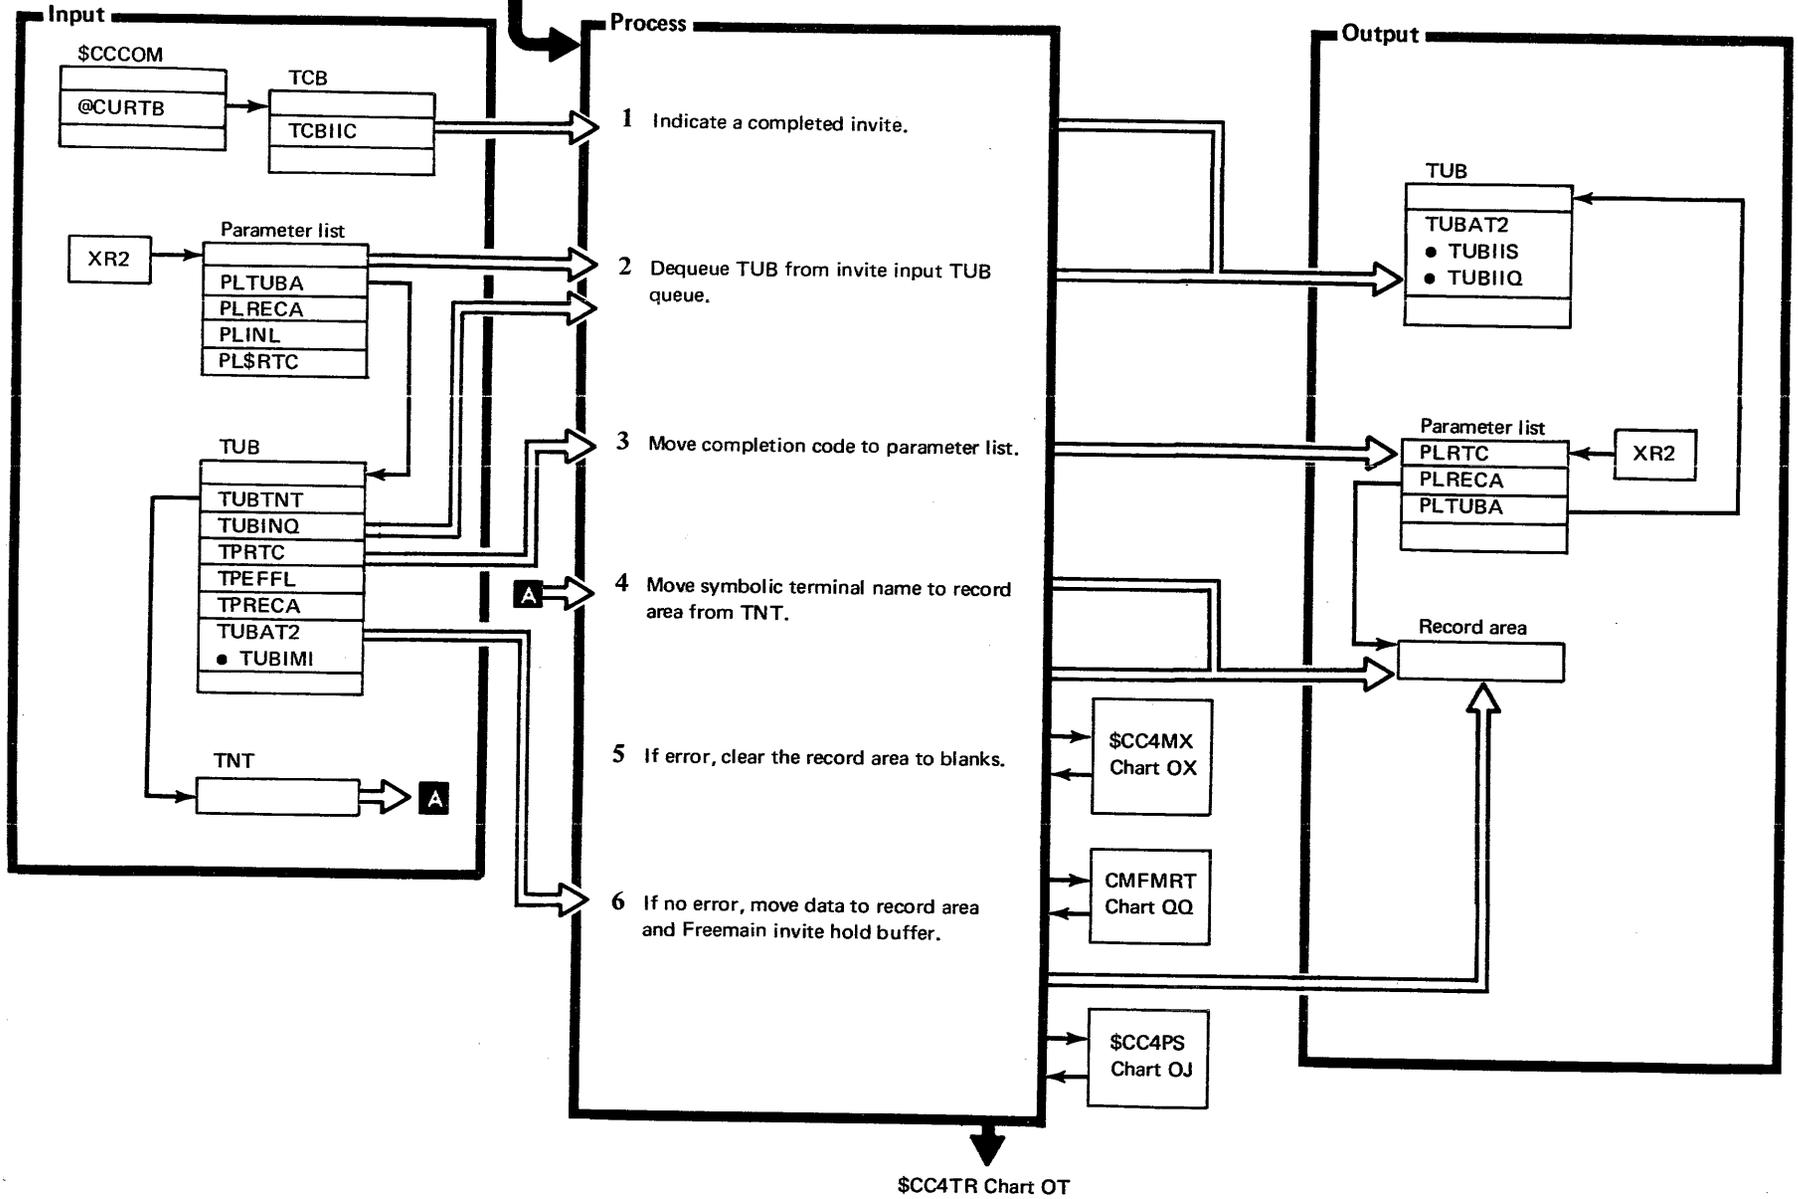 Input
$CCCOM
@CURTB
TCB
TCBIIC
XR2
Parameter list
PLTUBA
PLRECA
PLINL
PL$RTC
TUB
TUBTNT
TUBINQ
TPRTC
TPEFFL
TPRECA
TUBAT2
● TUBIMI
TNT
A
Process
1 Indicate a completed invite.
2 Dequeue TUB from invite input TUB
queue.
3 Move completion code to parameter list.
A
4 Move symbolic terminal name to record
area from TNT.
5 If error, clear the record area to blanks.
6 If no error, move data to record area
and Freemain invite hold buffer.
$CC4MX
Chart OX
CMFMRT
Chart QQ
$CC4PS
Chart OJ
$CC4TR Chart OT
Output
TUB
TUBAT2
● TUBIIS
● TUBIIQ
Parameter list
PLRTC
PLRECA
PLTUBA
XR2
Record area